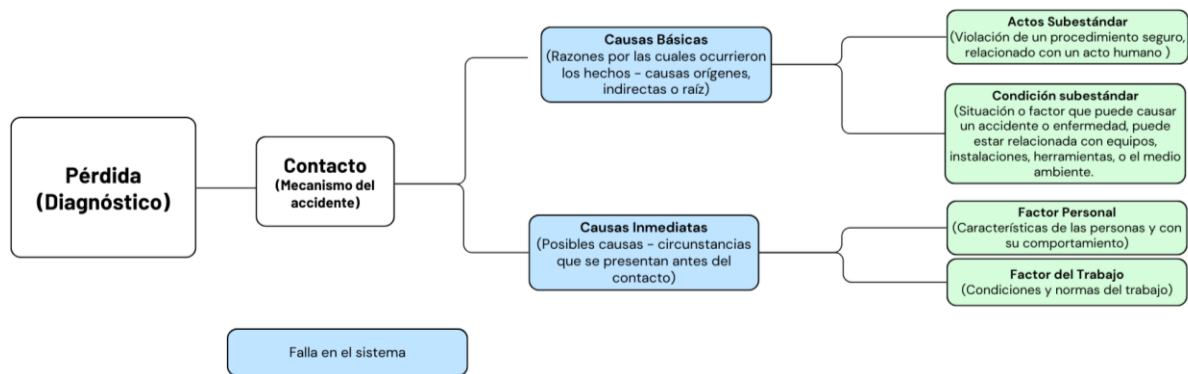 Pérdida
(Diagnóstico)
Contacto
(Mecanismo del
accidente)
Causas Básicas
(Razones por las cuales ocurrieron
los hechos - causas orígenes,
indirectas o raíz)
Actos Subestándar
(Violación de un procedimiento seguro,
relacionado con un acto humano )
Condición subestándar
(Situación o factor que puede causar
un accidente o enfermedad, puede
estar relacionada con equipos,
instalaciones, herramientas, o el medio
ambiente.
Causas Inmediatas
(Posibles causas - circunstancias
que se presentan antes del
contacto)
Factor Personal
(Características de las personas y con
su comportamiento)
Factor del Trabajo
(Condiciones y normas del trabajo)
Falla en el sistema